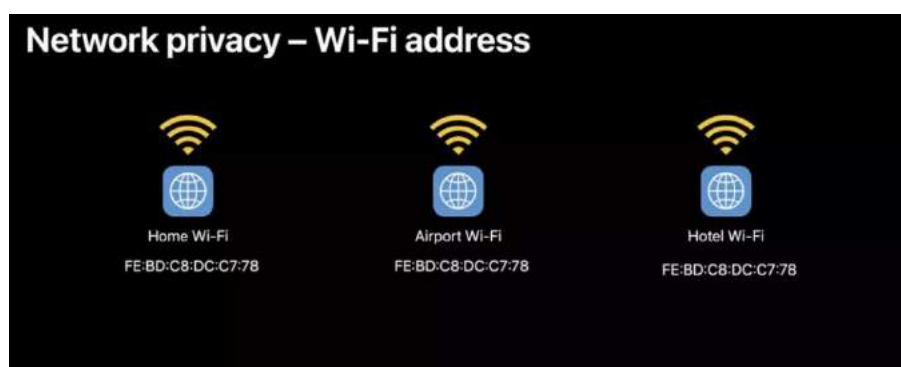 Network privacy – Wi-Fi address
Home Wi-Fi
FE:BD:C8:DC:C7:78
Airport Wi-Fi
FE:BD:C8:DC:C7:78
Hotel Wi-Fi
FE:BD:C8:DC:C7:78